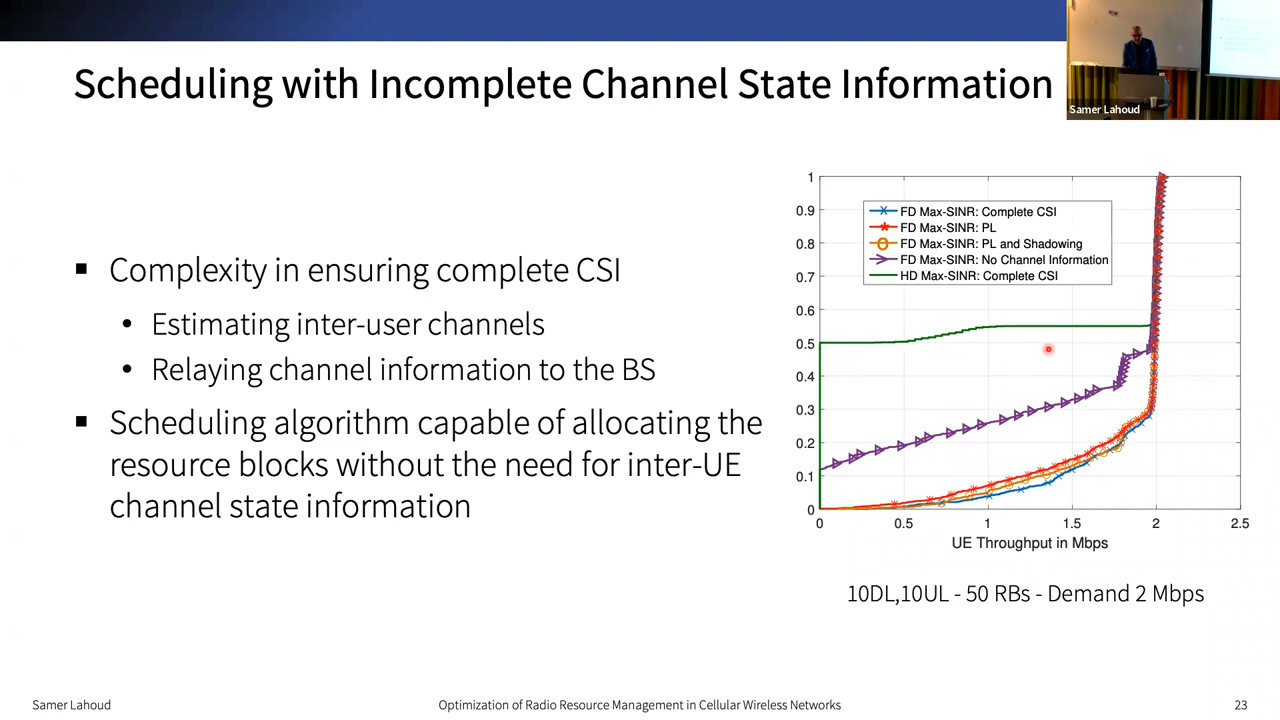 Scheduling with Incomplete Channel State Information
Samer Lahoud
▪ Complexity in ensuring complete CSI
• Estimating inter-user channels
• Relaying channel information to the BS
▪ Scheduling algorithm capable of allocating the
resource blocks without the need for inter-UE
channel state information
1
0.9
0.8
0.7
0.6
0.5
0.4
0.3
0.2
0.1
0
FD Max-SINR: Complete CSI
FD Max-SINR: PL
FD Max-SINR: PL and Shadowing
FD Max-SINR: No Channel Information
HD Max-SINR: Complete CSI
0 0.5 1 1.5 2 2.5
UE Throughput in Mbps
10DL,10UL - 50 RBs - Demand 2 Mbps
Samer Lahoud
Optimization of Radio Resource Management in Cellular Wireless Networks
23